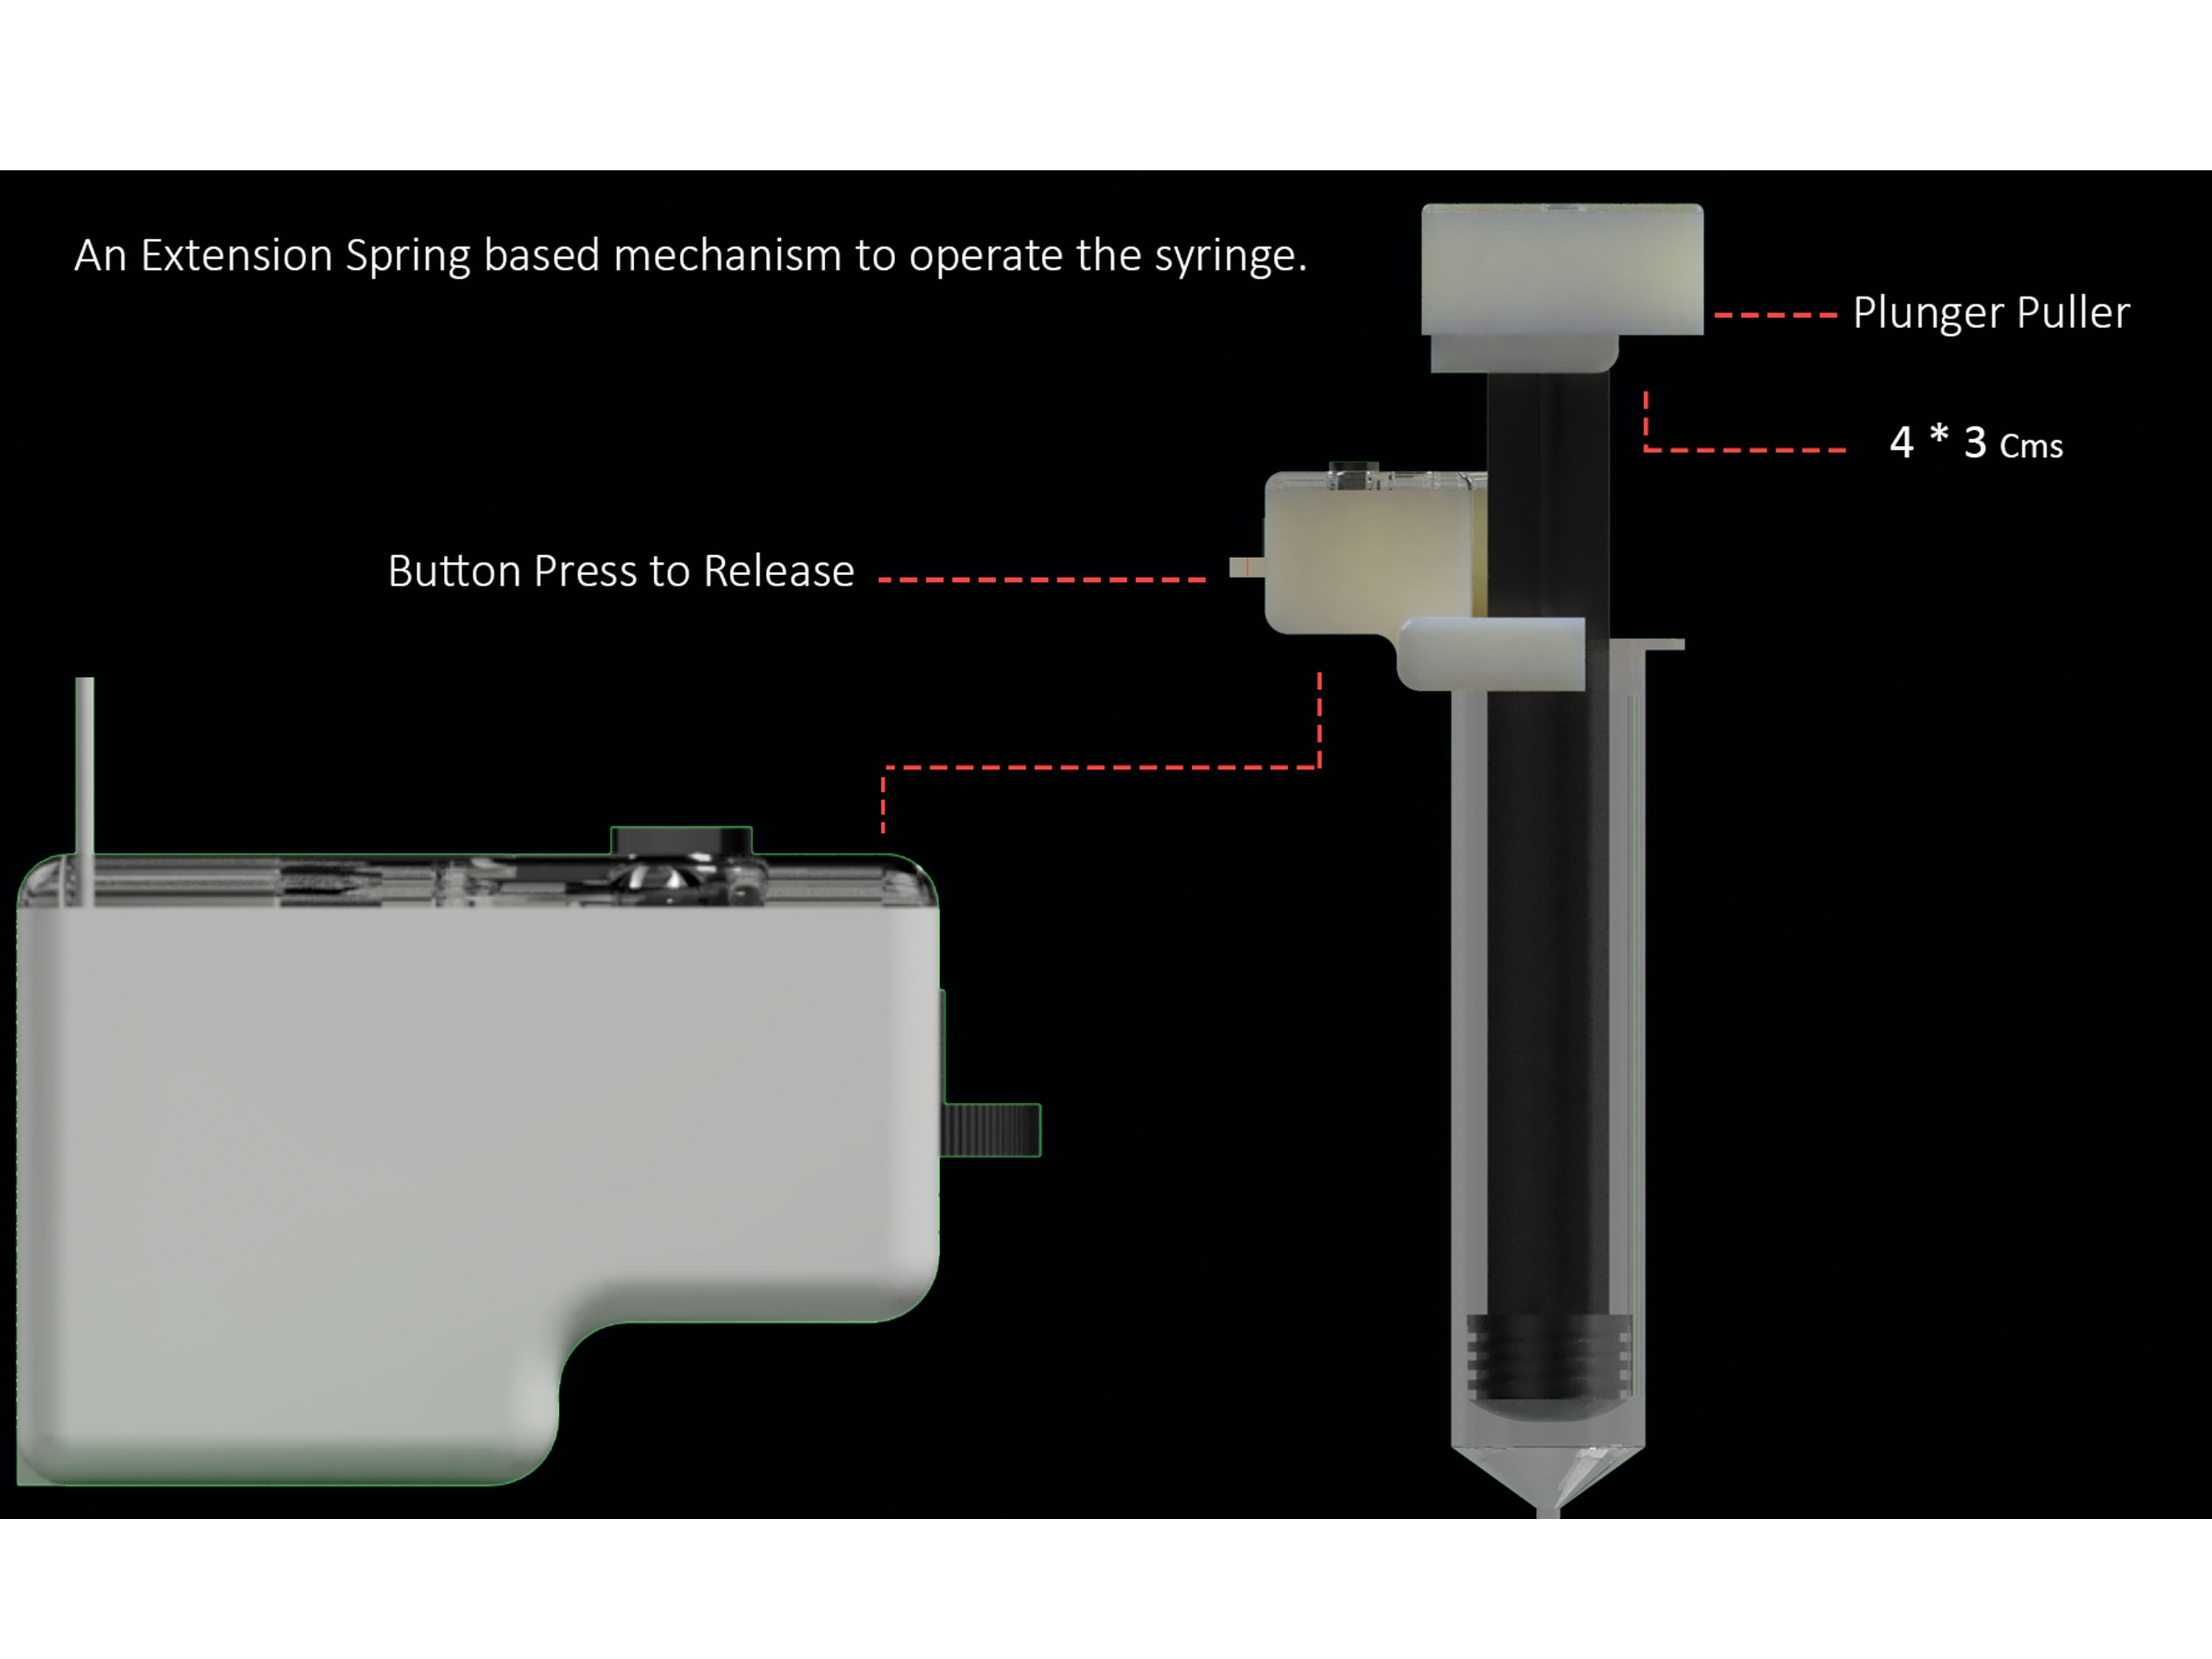 An Extension Spring based mechanism to operate the syringe.
Plunger Puller
4 * 3 Cms
Button Press to Release